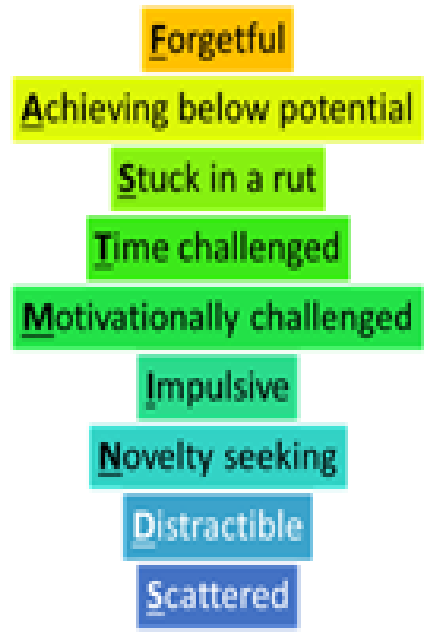 Forgetful
Achieving below potential
Stuck in a rut
Time challenged
Motivationally challenged
Impulsive
Novelty seeking
Distractible
Scattered